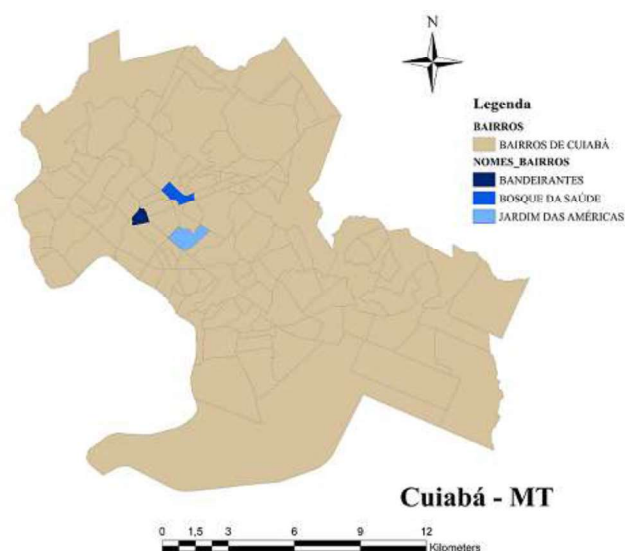 N
Legenda
BAIRROS
BAIRROS DE CUIABÁ
NOMES_BAIRROS
BANDEIRANTES
BOSQUE DA SAÚDE
JARDIM DAS AMÉRICAS
Cuiabá - MT
0 1,5 3 6 9 12
Kilometers